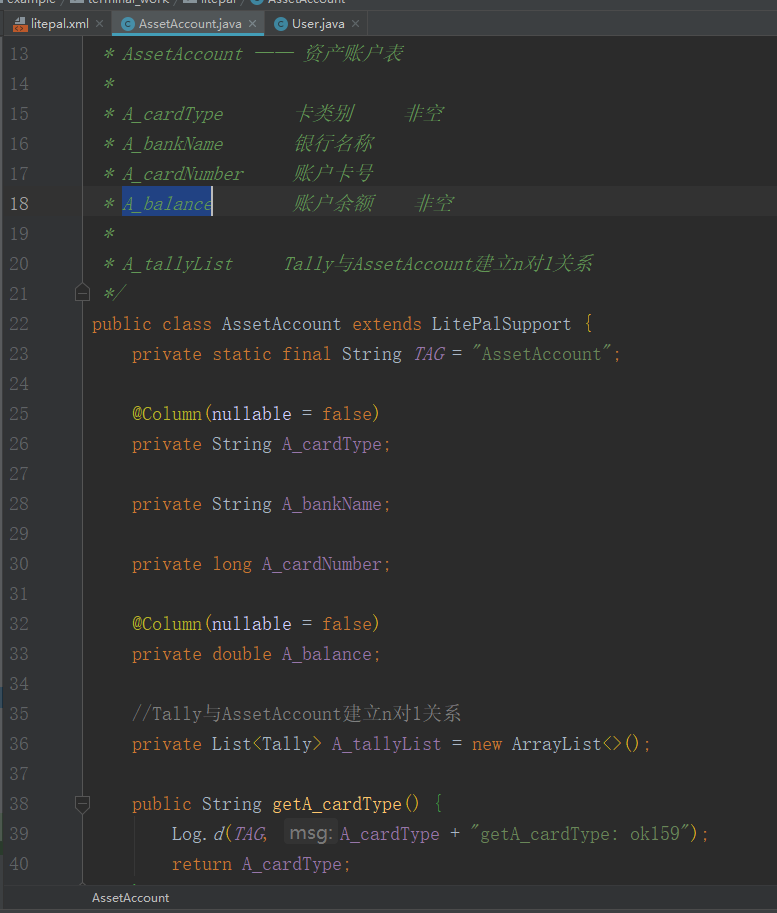 example terminal_work litepal AssetAccount
litepal.xml AssetAccount.java User.java
13 * AssetAccount —— 资产账户表
14 *
15 * A_cardType 卡类别 非空
16 * A_bankName 银行名称
17 * A_cardNumber 账户卡号
18 * A_balance 账户余额 非空
19 *
20 * A_tallyList Tally与AssetAccount建立n对1关系
21 */
22 public class AssetAccount extends LitePalSupport {
23 private static final String TAG = "AssetAccount";
24
25 @Column(nullable = false)
26 private String A_cardType;
27
28 private String A_bankName;
29
30 private long A_cardNumber;
31
32 @Column(nullable = false)
33 private double A_balance;
34
35 //Tally与AssetAccount建立n对1关系
36 private List<Tally> A_tallyList = new ArrayList<>();
37
38 public String getA_cardType() {
39 Log.d(TAG, msg: A_cardType + "getA_cardType: ok159");
40 return A_cardType;
AssetAccount